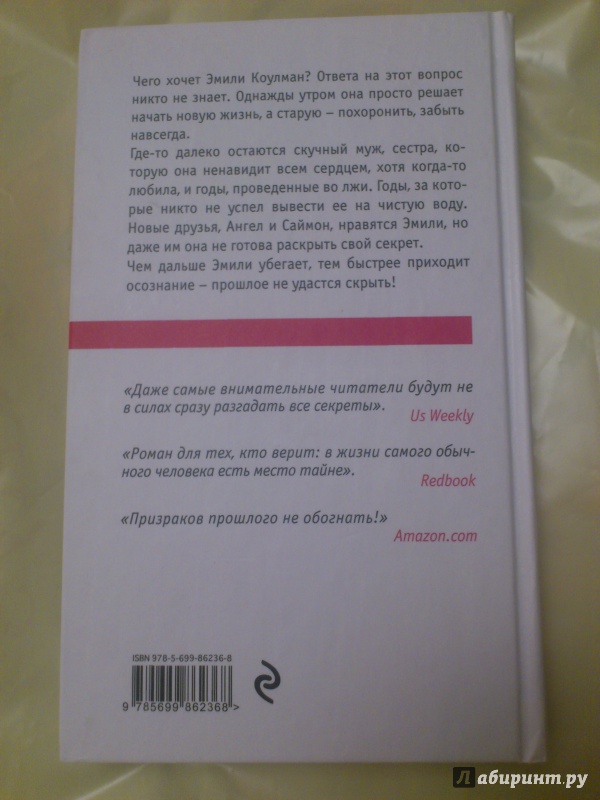 Чего хочет Эмили Коулман? Ответа на этот вопрос
никто не знает. Однажды утром она просто решает
начать новую жизнь, а старую – похоронить, забыть
навсегда.
Где-то далеко остаются скучный муж, сестра, ко-
торую она ненавидит всем сердцем, хотя когда-то
любила, и годы, проведенные во лжи. Годы, за кото-
рые никто не успел вывести ее на чистую воду.
Новые друзья, Ангел и Саймон, нравятся Эмили, но
даже им она не готова раскрыть свой секрет.
Чем дальше Эмили убегает, тем быстрее приходит
осознание – прошлое не удастся скрыть!
«Даже самые внимательные читатели будут не
в силах сразу разгадать все секреты».
Us Weekly
«Роман для тех, кто верит: в жизни самого обыч-
ного человека есть место тайне».
Redbook
«Призраков прошлого не обогнать!»
Amazon.com
ISBN 978-5-699-86236-8
9 785699 862368>
Лабиринт.ру